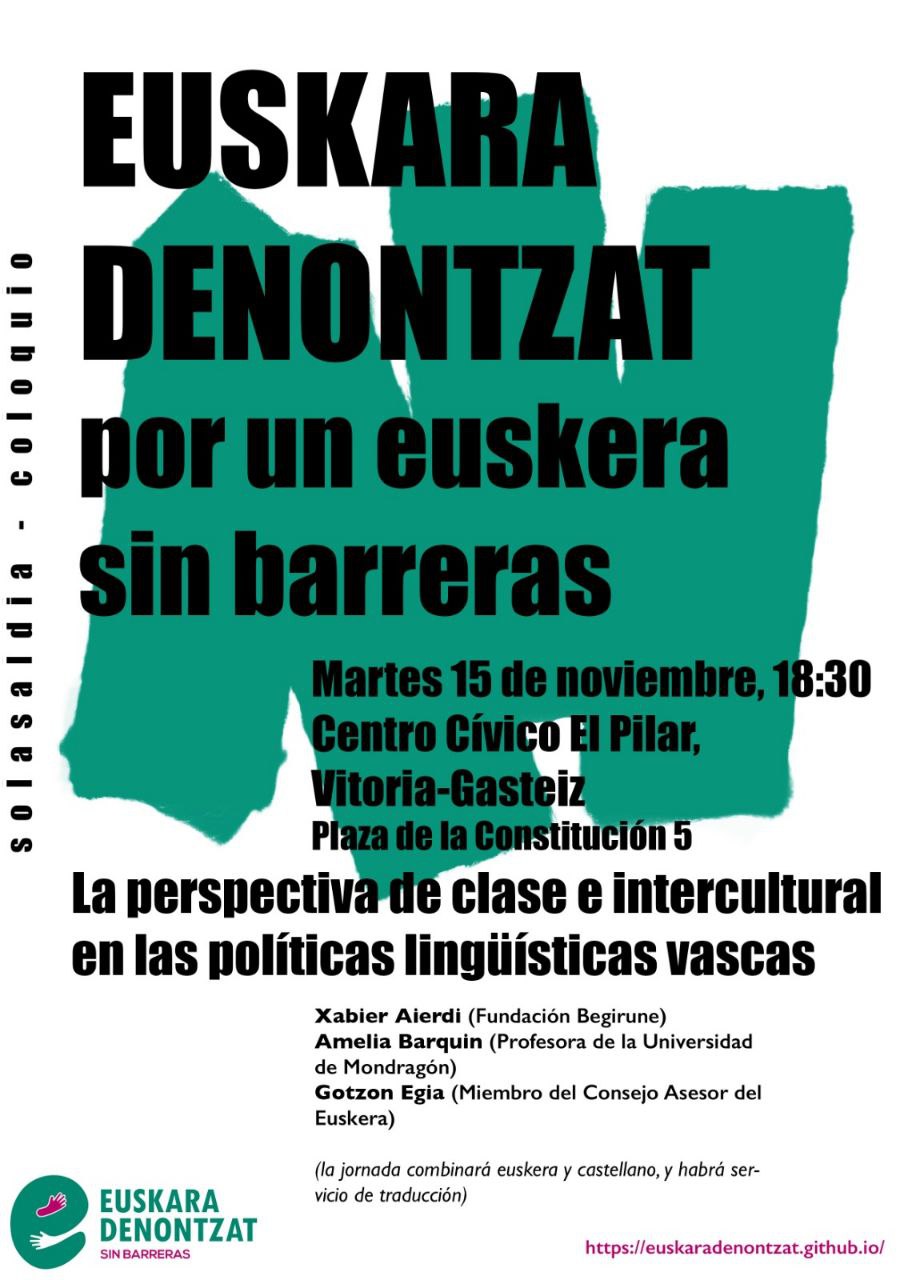 EUSKARA
DENONTZAT
por un euskera
sin barreras
solasaldia - coloquio
Martes 15 de noviembre, 18:30
Centro Cívico El Pilar,
Vitoria-Gasteiz
Plaza de la Constitución 5
La perspectiva de clase e intercultural
en las políticas lingüísticas vascas
Xabier Aierdi (Fundación Begirune)
Amelia Barquin (Profesora de la Universidad
de Mondragón)
Gotzon Egia (Miembro del Consejo Asesor del
Euskera)
(la jornada combinará euskera y castellano, y habrá ser-
vicio de traducción)
EUSKARA
DENONTZAT
SIN BARRERAS
https://euskaradenontzat.github.io/